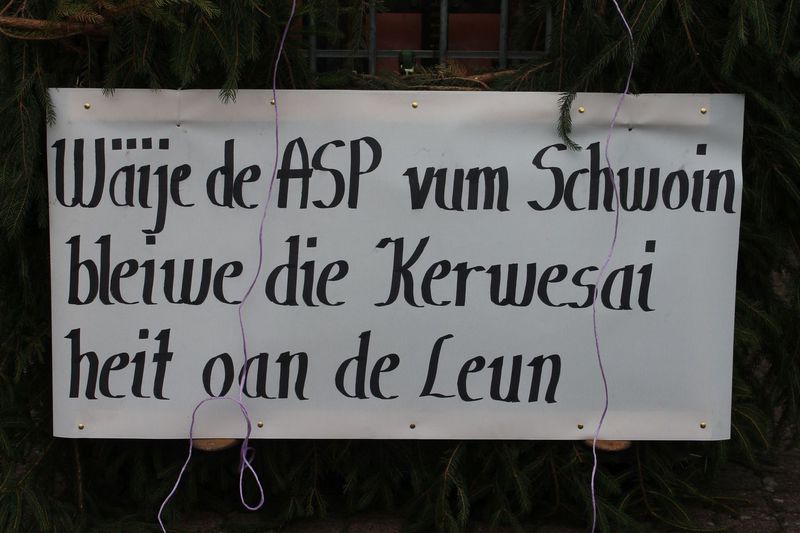 Wäije de ASP vum Schwoin
bleiwe die Kerwesai
heit oan de Leun